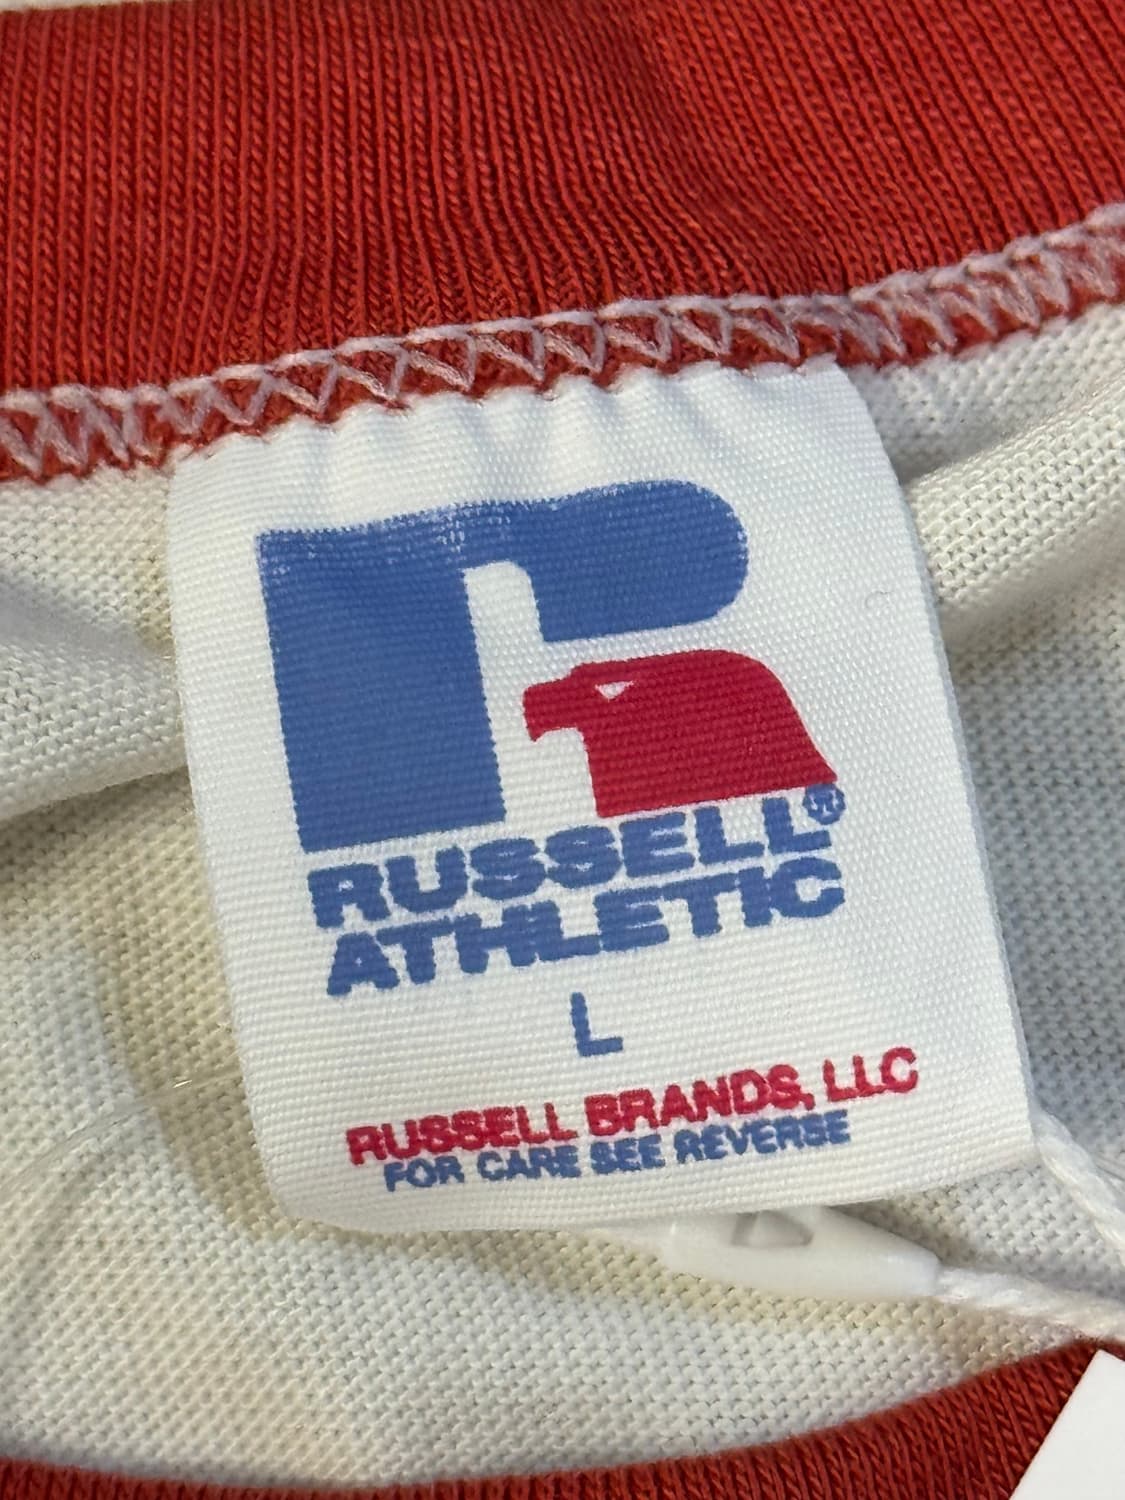 RUSSELL®
ATHLETIC
L
RUSSELL BRANDS, LLC
FOR CARE SEE REVERSE